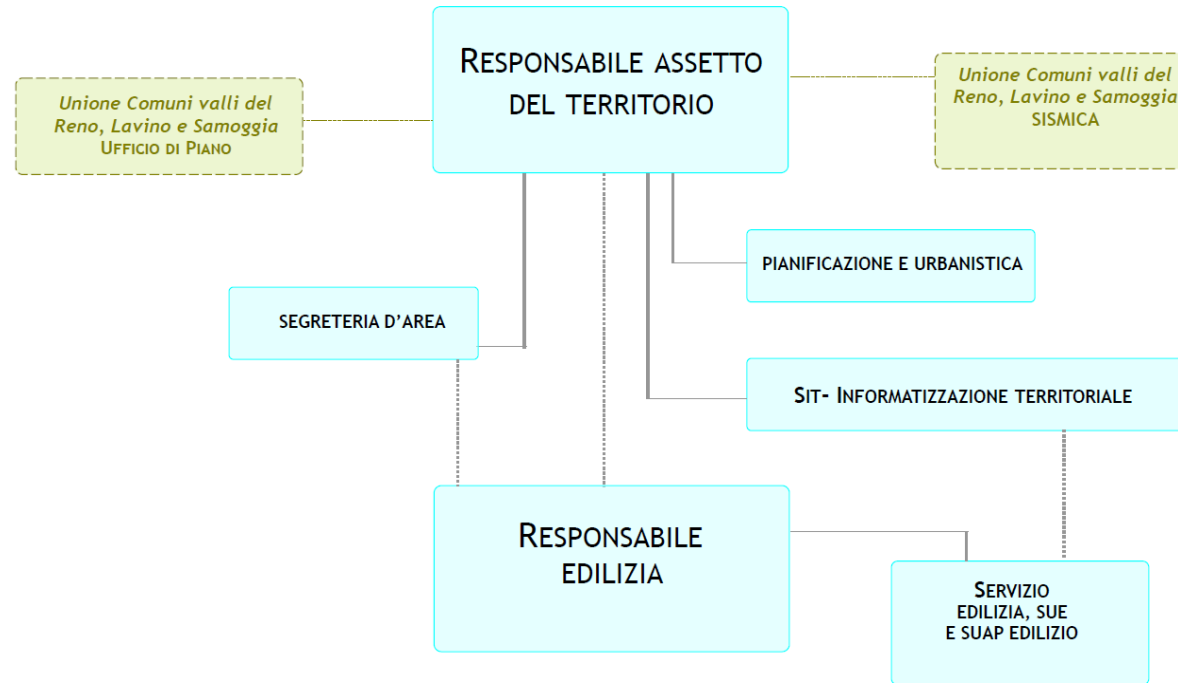 RESPONSABILE ASSETTO
DEL TERRITORIO
Unione Comuni valli del
Reno, Lavino e Samoggia
UFFICIO DI PIANO
Unione Comuni valli del
Reno, Lavino e Samoggia
SISMICA
PIANIFICAZIONE E URBANISTICA
SEGRETERIA D'AREA
SIT- INFORMATIZZAZIONE TERRITORIALE
RESPONSABILE
EDILIZIA
SERVIZIO
EDILIZIA, SUE
E SUAP EDILIZIO